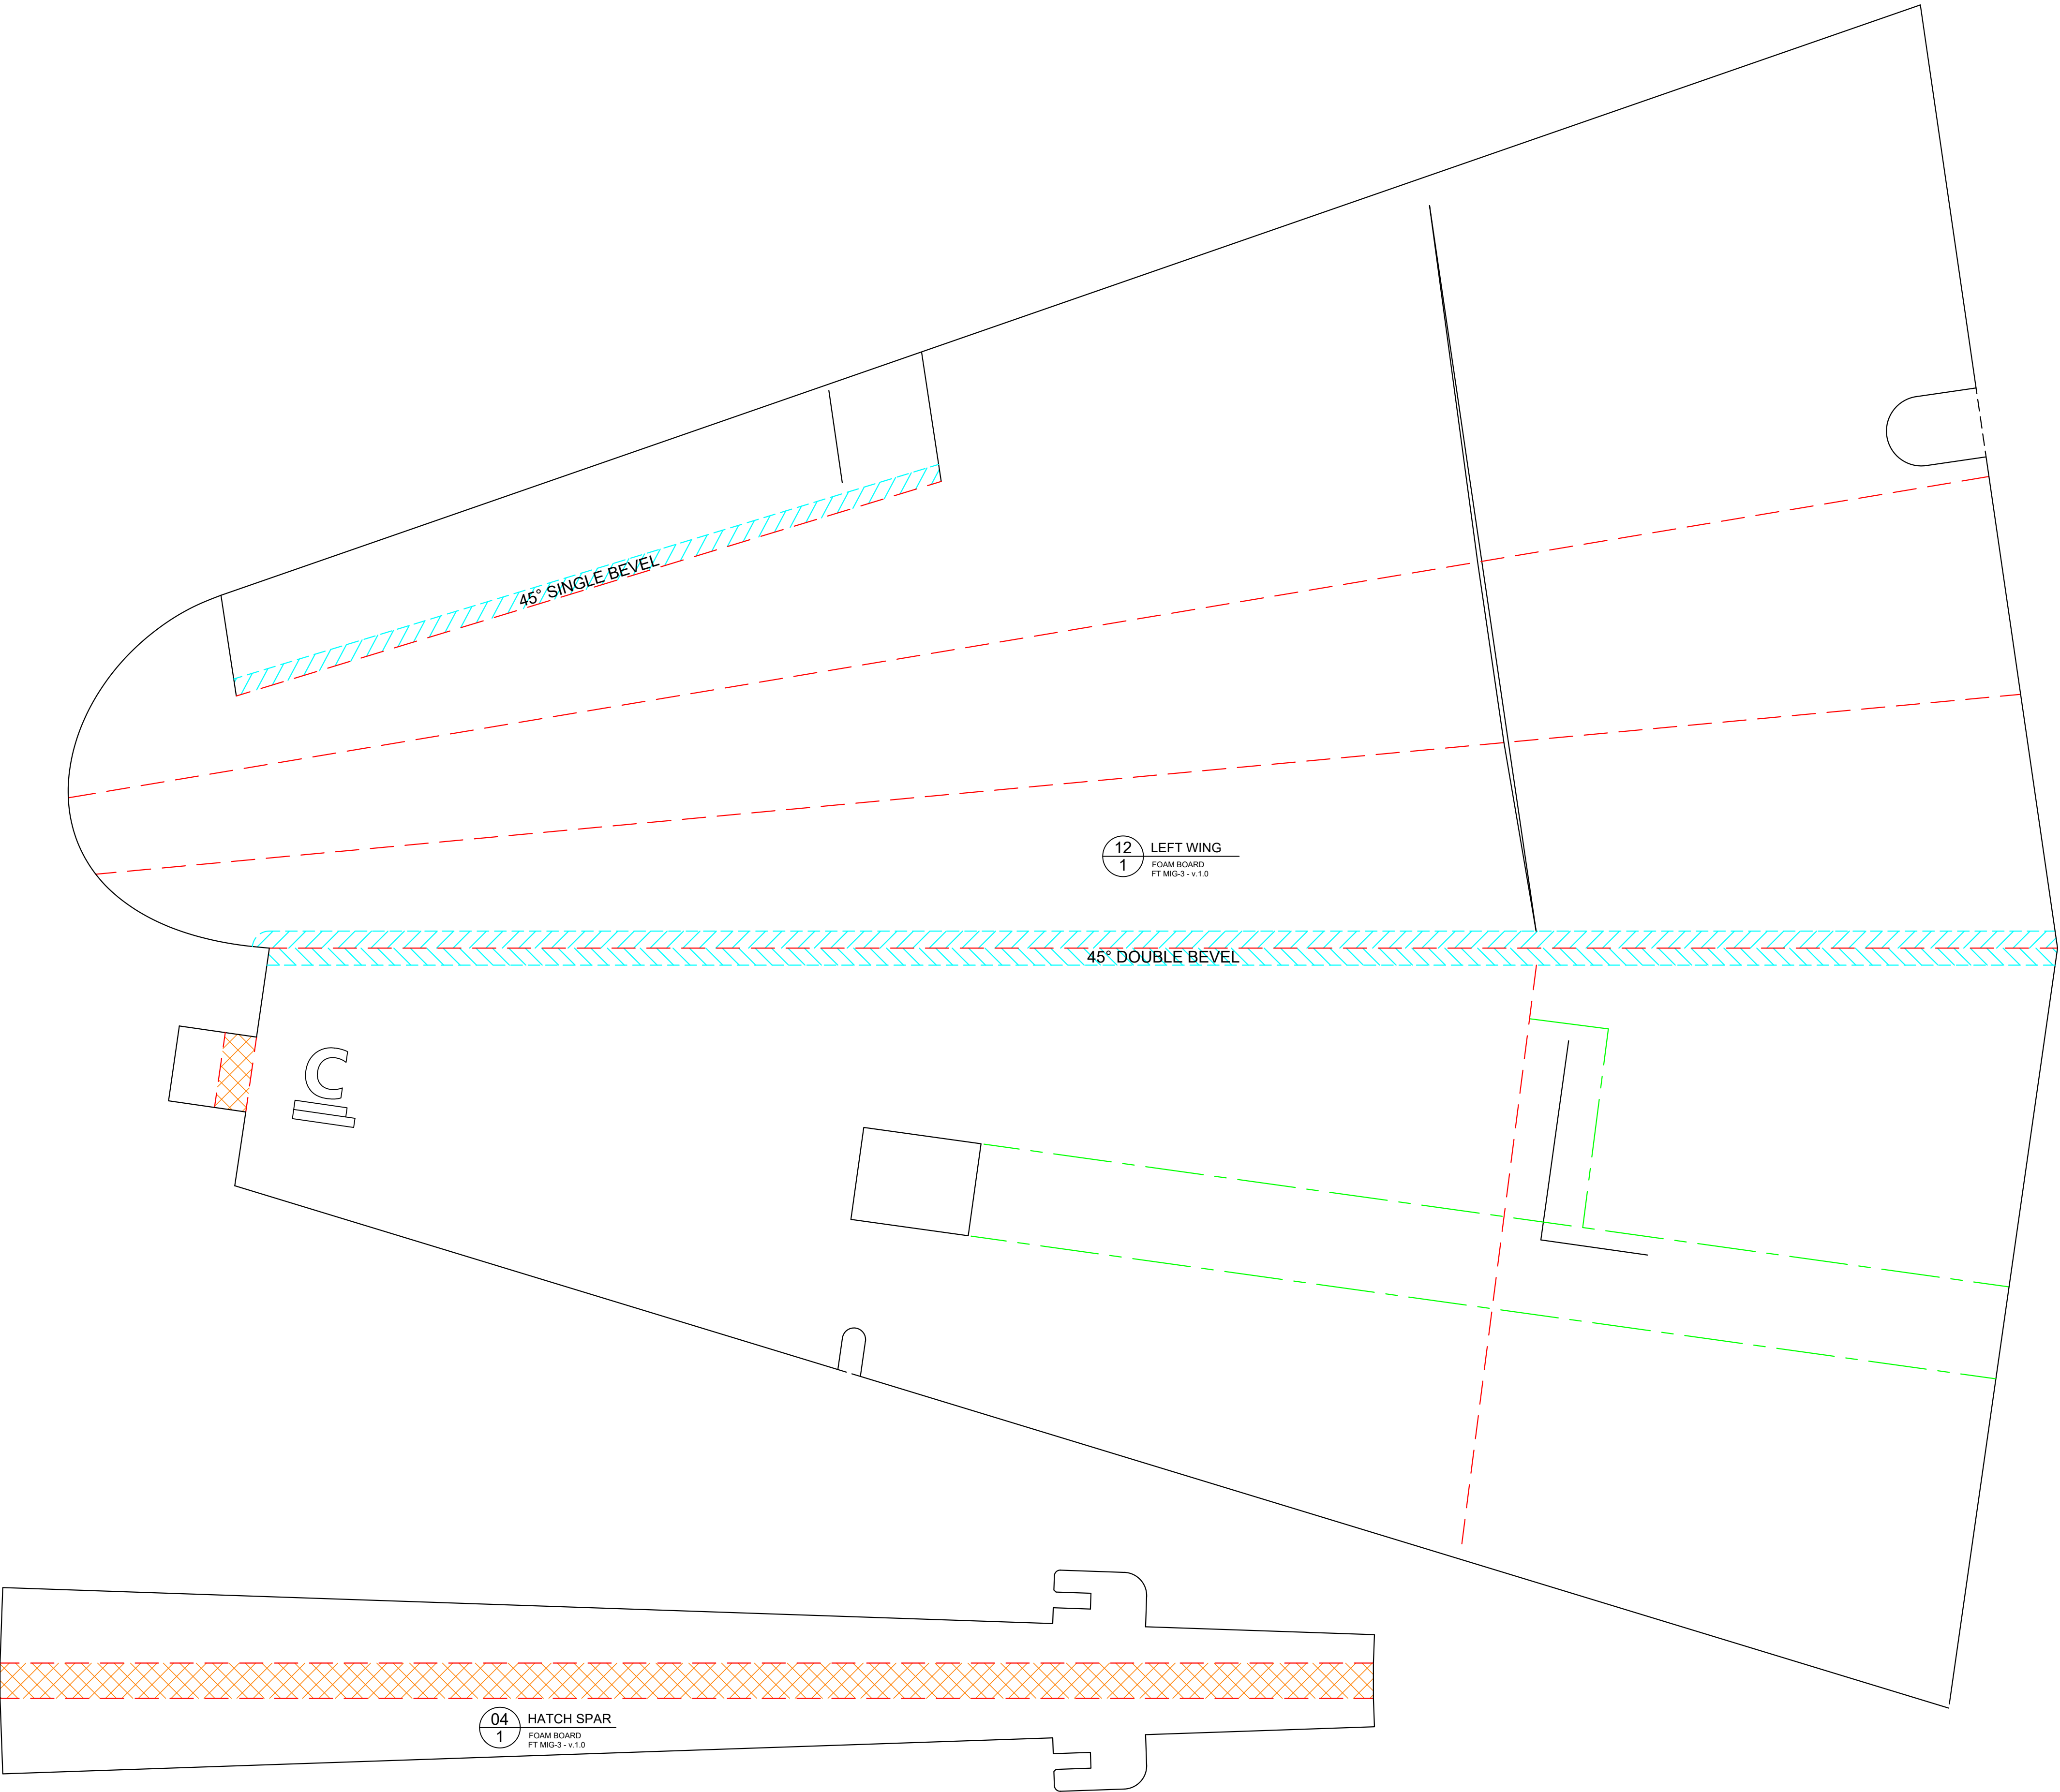 45° SINGLE BEVEL
12
1
LEFT WING
FOAM BOARD
FT MIG-3 - v.1.0
45° DOUBLE BEVEL
C
04
1
HATCH SPAR
FOAM BOARD
FT MIG-3 - v.1.0